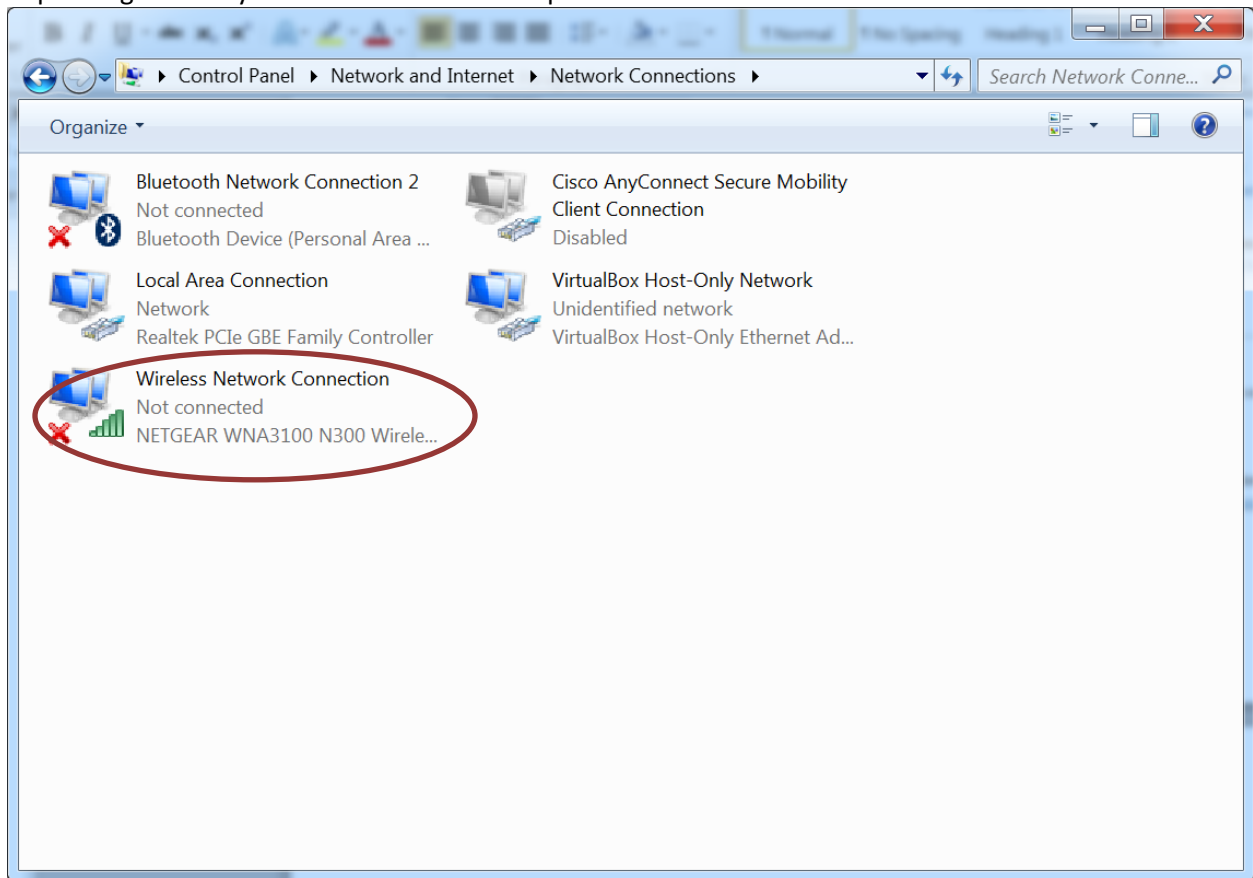 Control Panel ▸ Network and Internet ▸ Network Connections ▸
Search Network Conne...
Organize
Bluetooth Network Connection 2
Not connected
Bluetooth Device (Personal Area ...
Cisco AnyConnect Secure Mobility
Client Connection
Disabled
Local Area Connection
Network
Realtek PCIe GBE Family Controller
VirtualBox Host-Only Network
Unidentified network
VirtualBox Host-Only Ethernet Ad...
Wireless Network Connection
Not connected
NETGEAR WNA3100 N300 Wirele...